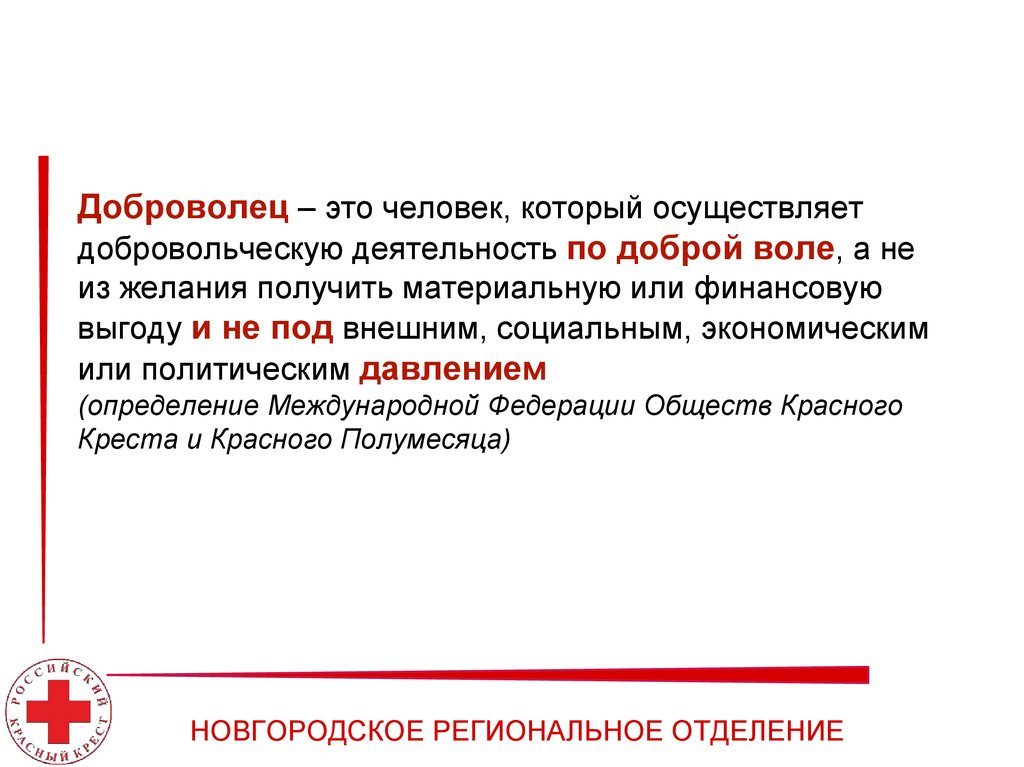 Доброволец – это человек, который осуществляет
добровольческую деятельность по доброй воле, а не
из желания получить материальную или финансовую
выгоду и не под внешним, социальным, экономическим
или политическим давлением
(определение Международной Федерации Обществ Красного
Креста и Красного Полумесяца)
РОССИЙСКИЙ
КРАСНЫЙ КРЕСТ
НОВГОРОДСКОЕ РЕГИОНАЛЬНОЕ ОТДЕЛЕНИЕ